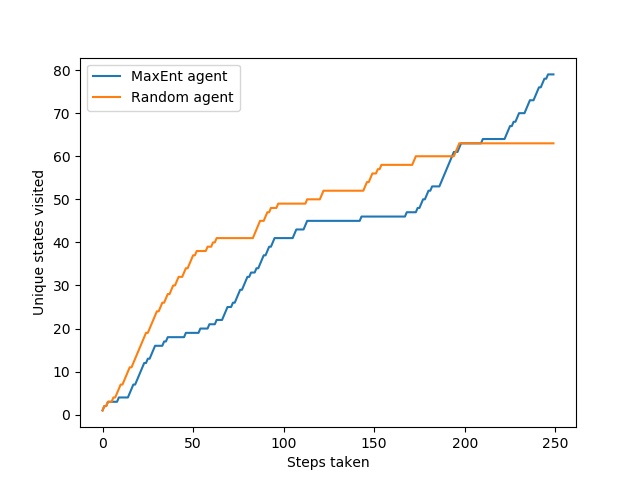 MaxEnt agent
Random agent
80
70
60
50
40
30
20
10
0
Unique states visited
0 50 100 150 200 250
Steps taken